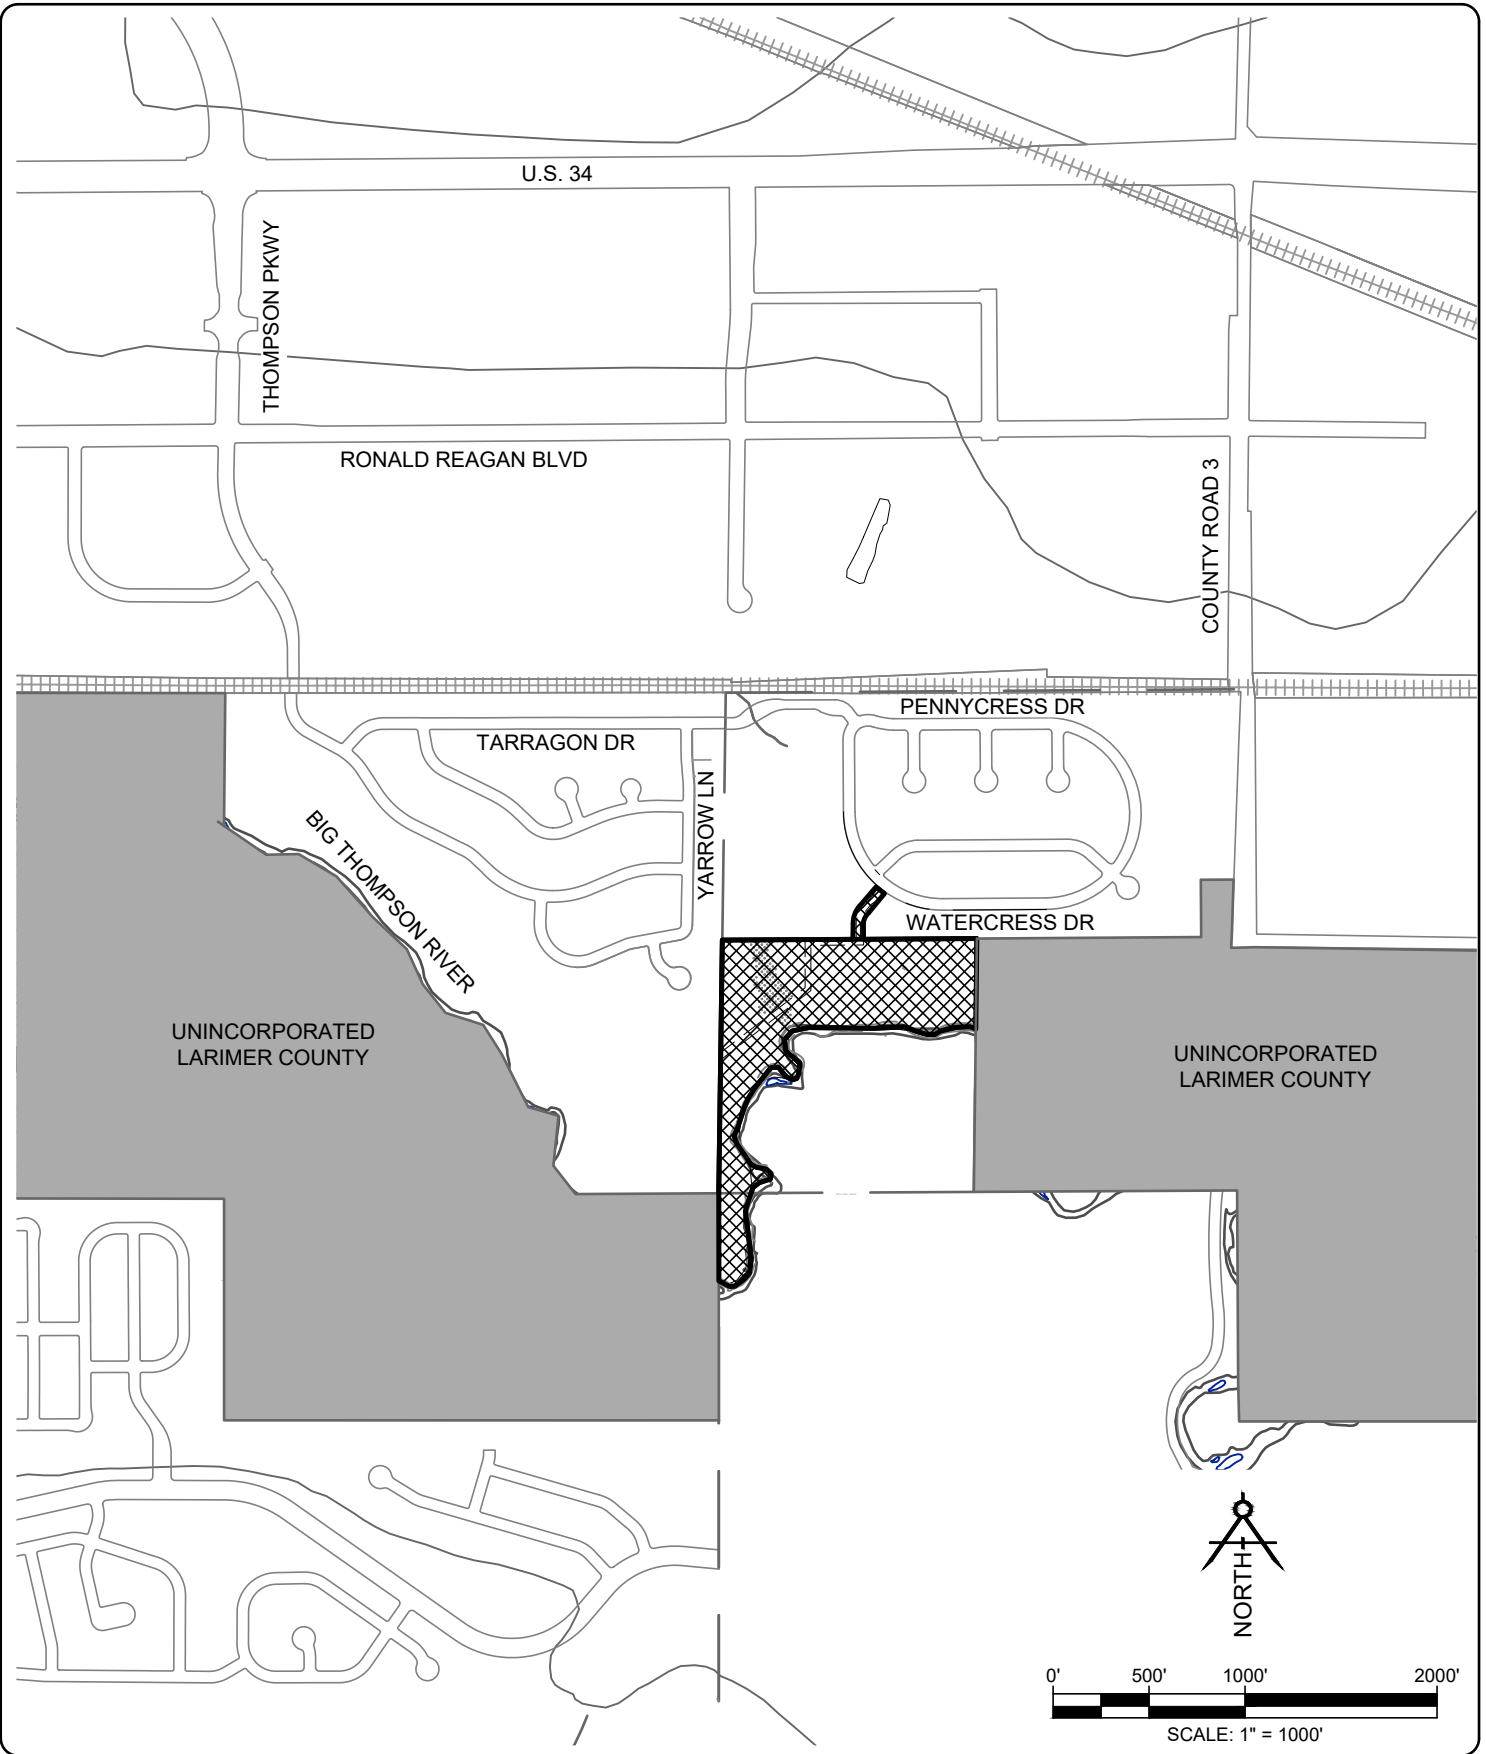 U.S. 34
THOMPSON PKWY
RONALD REAGAN BLVD
COUNTY ROAD 3
PENNYCRESS DR
TARRAGON DR
YARROW LN
BIG THOMPSON RIVER
WATERCRESS DR
UNINCORPORATED
LARIMER COUNTY
UNINCORPORATED
LARIMER COUNTY
NORTH
0' 500' 1000' 2000'
SCALE: 1" = 1000'